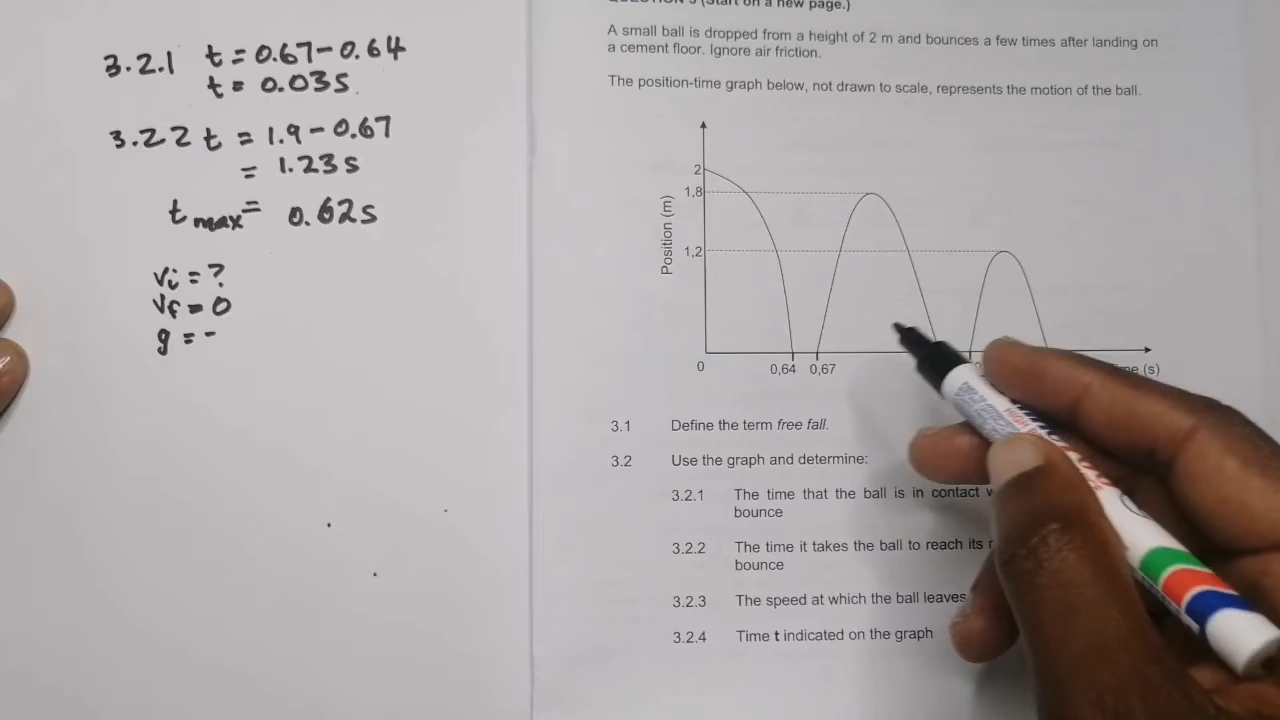 3.2.1 t = 0.67 - 0.64
t = 0.03s.
3.2.2 t = 1.9 - 0.67
= 1.23s
t max = 0.62s
vi = ?
vf = 0
g = -
(Start on a new page.)
A small ball is dropped from a height of 2 m and bounces a few times after landing on
a cement floor. Ignore air friction.
The position-time graph below, not drawn to scale, represents the motion of the ball.
Position (m)
2
1,8
1,2
0
0,64 0,67
(s)
3.1 Define the term free fall.
3.2 Use the graph and determine:
3.2.1 The time that the ball is in contact
bounce
3.2.2 The time it takes the ball to reach its
bounce
3.2.3 The speed at which the ball leaves
3.2.4 Time t indicated on the graph